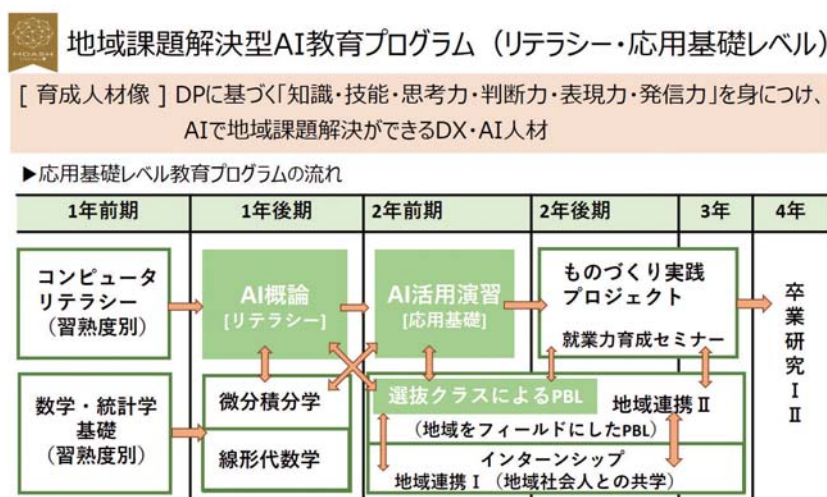 MDASH
地域課題解決型AI教育プログラム（リテラシー・応用基礎レベル）
[ 育成人材像 ] DPに基づく「知識・技能・思考力・判断力・表現力・発信力」を身につけ、
AIで地域課題解決ができるDX・AI人材
▶応用基礎レベル教育プログラムの流れ
1年前期
1年後期
2年前期
2年後期
3年
4年
コンピュータ
リテラシー
（習熟度別）
AI概論
[リテラシー]
AI活用演習
[応用基礎]
ものづくり実践
プロジェクト
就業力育成セミナー
卒業研究ⅠⅡ
数学・統計学
基礎
（習熟度別）
微分積分学
線形代数学
選抜クラスによるPBL
地域連携Ⅱ
（地域をフィールドにしたPBL）
インターンシップ
地域連携Ⅰ（地域社会人との共学）